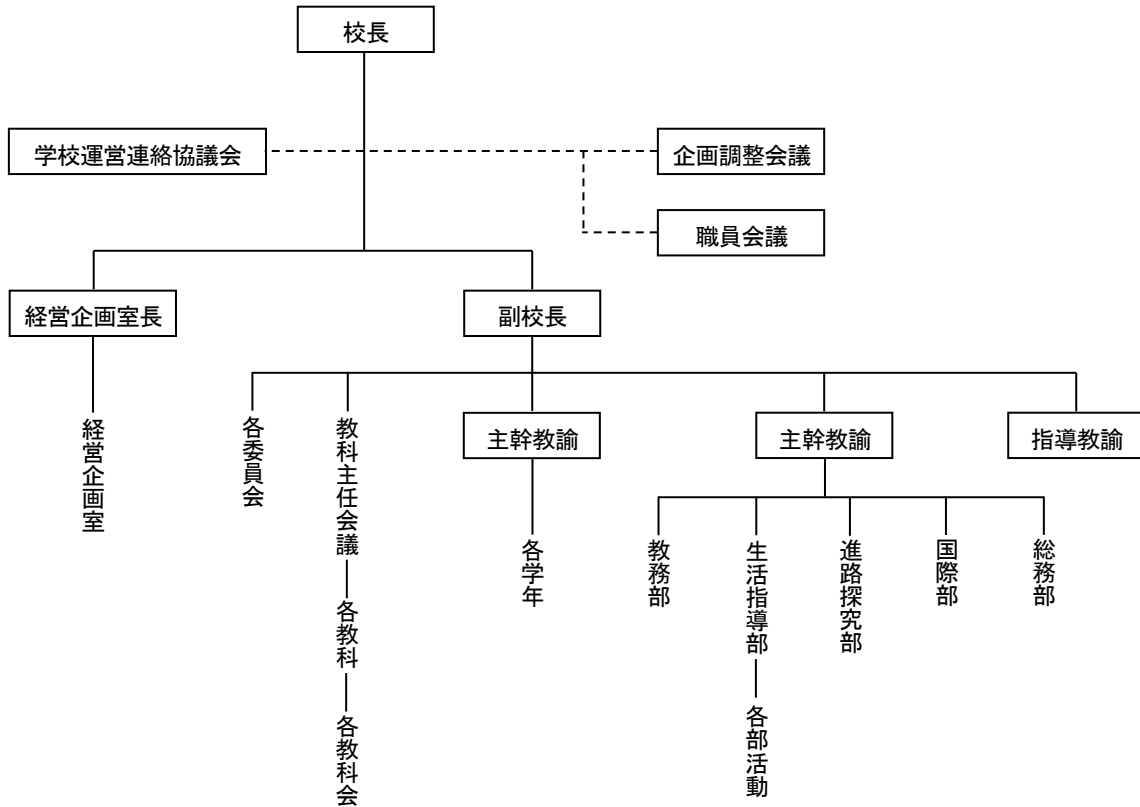 校長
学校運営連絡協議会
企画調整会議
職員会議
経営企画室長
副校長
経営企画室
各委員会
教科主任会議
各教科
各教科会
主幹教諭
各学年
主幹教諭
指導教諭
教務部
生活指導部
各部活動
進路探究部
国際部
総務部